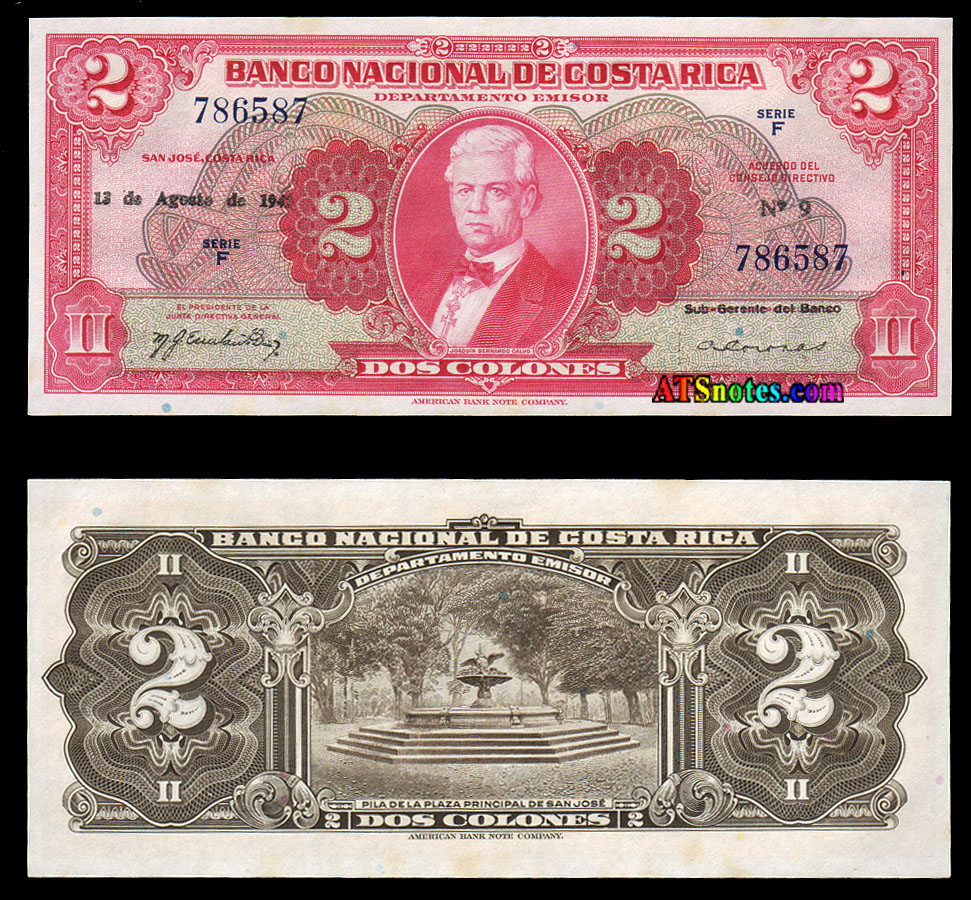 2 2222222 2
2 BANCO NACIONAL DE COSTA RICA 2
DEPARTAMENTO EMISOR
786587
SERIE
F
SAN JOSÉ, COSTA RICA
ACUERDO DEL
CONSEJO DIRECTIVO
13 de Agosto de 194
Nº 9
2 2
SERIE
F
786587
EL PRESIDENTE DE LA
JUNTA DIRECTIVA GENERAL
Sub-Gerente del Banco
II II
JOAQUIN BERNARDO CALVO
DOS COLONES
ATSnotes.com
AMERICAN BANK NOTE COMPANY.
BANCO NACIONAL DE COSTA RICA
DEPARTAMENTO EMISOR
II II
2 2
II II
PILA DE LA PLAZA PRINCIPAL DE SAN JOSÉ
2 DOS COLONES 2
AMERICAN BANK NOTE COMPANY.